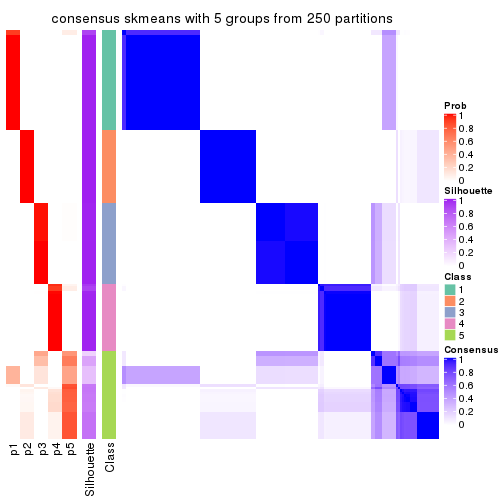 consensus skmeans with 5 groups from 250 partitions
Prob
1
0.8
0.6
0.4
0.2
0
Silhouette
1
0.8
0.6
0.4
0.2
0
Class
1
2
3
4
5
Consensus
1
0.8
0.6
0.4
0.2
0
p1
p2
p3
p4
p5
Silhouette
Class